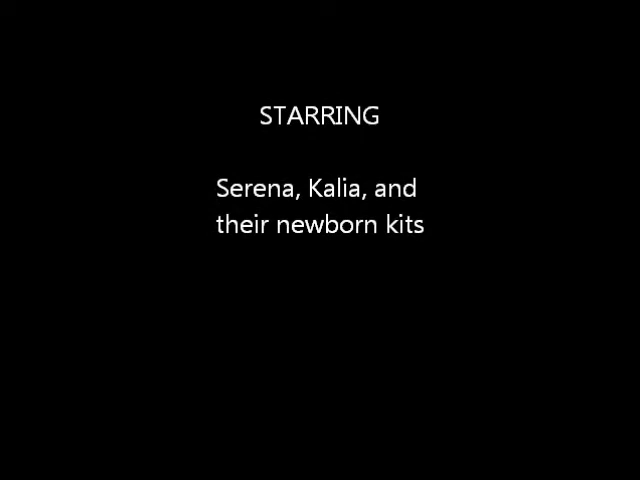 STARRING
Serena, Kalia, and
their newborn kits